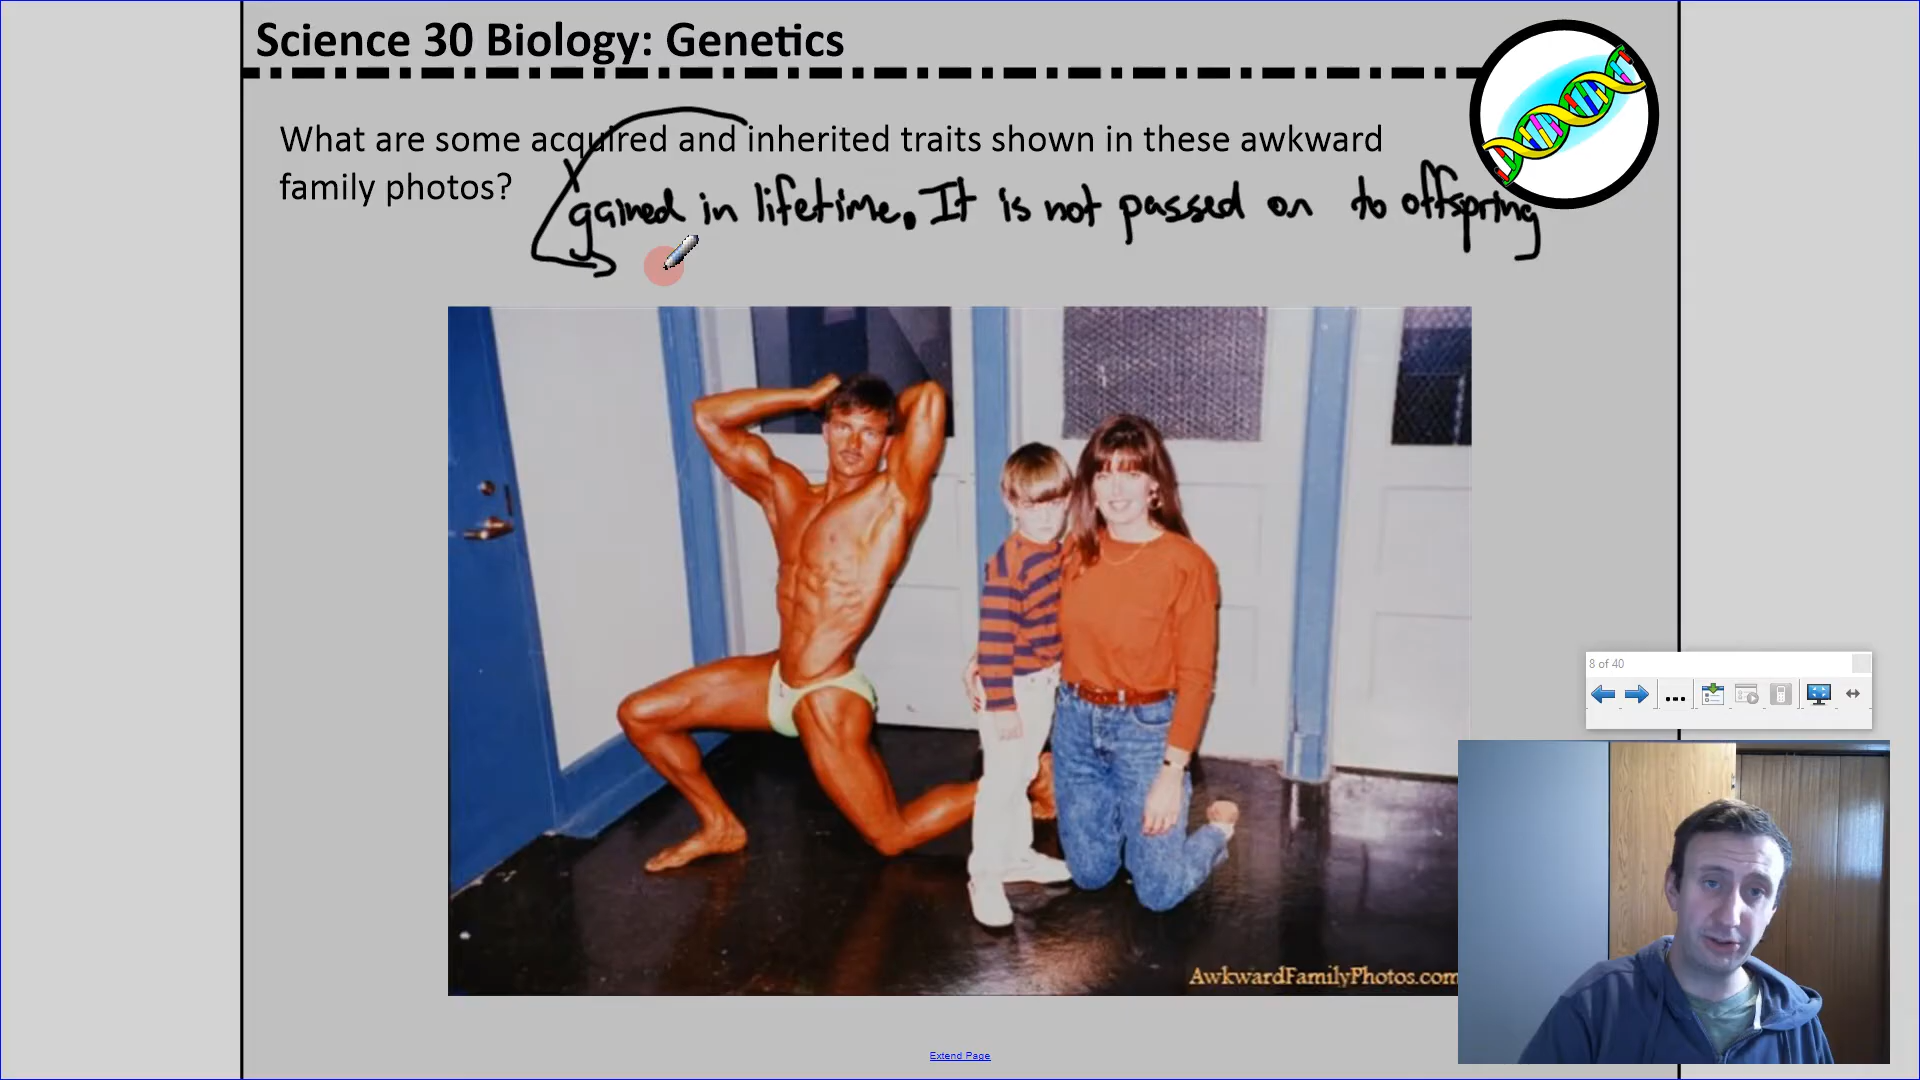 Science 30 Biology: Genetics
What are some acquired and inherited traits shown in these awkward
family photos?
gained in lifetime. It is not passed on to offspring
8 of 40
AwkwardFamilyPhotos.com
Extend Page